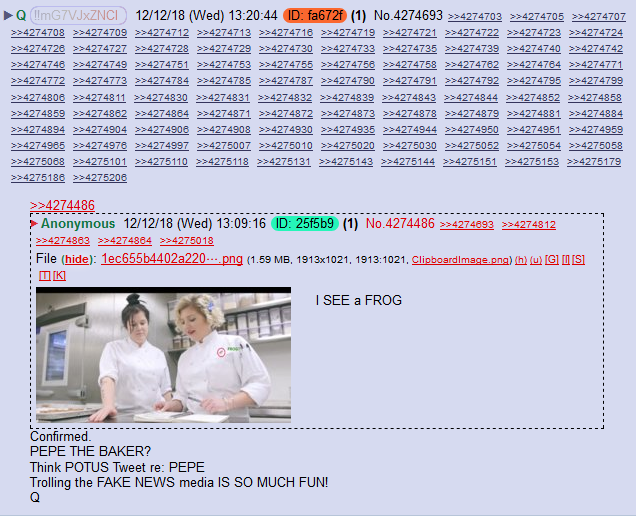 Q !!mG7VJxZNCI 12/12/18 (Wed) 13:20:44 ID: fa672f (1) No.4274693 >>4274703 >>4274705 >>4274707
>>4274708 >>4274709 >>4274712 >>4274713 >>4274716 >>4274719 >>4274721 >>4274722 >>4274723 >>4274724
>>4274726 >>4274727 >>4274728 >>4274729 >>4274730 >>4274733 >>4274735 >>4274739 >>4274740 >>4274742
>>4274746 >>4274749 >>4274751 >>4274753 >>4274755 >>4274756 >>4274758 >>4274762 >>4274764 >>4274771
>>4274772 >>4274773 >>4274784 >>4274785 >>4274787 >>4274790 >>4274791 >>4274792 >>4274795 >>4274799
>>4274806 >>4274811 >>4274830 >>4274831 >>4274832 >>4274839 >>4274843 >>4274844 >>4274852 >>4274858
>>4274859 >>4274862 >>4274864 >>4274871 >>4274872 >>4274873 >>4274878 >>4274879 >>4274881 >>4274884
>>4274894 >>4274904 >>4274906 >>4274908 >>4274930 >>4274935 >>4274944 >>4274950 >>4274951 >>4274959
>>4274965 >>4274976 >>4274997 >>4275007 >>4275010 >>4275020 >>4275030 >>4275052 >>4275054 >>4275058
>>4275068 >>4275101 >>4275110 >>4275118 >>4275131 >>4275143 >>4275144 >>4275151 >>4275153 >>4275179
>>4275186 >>4275206
>>4274486
Anonymous 12/12/18 (Wed) 13:09:16 ID: 25f5b9 (1) No.4274486 >>4274693 >>4274812
>>4274863 >>4274864 >>4275018
File (hide): 1ec655b4402a220⋯.png (1.59 MB, 1913x1021, 1913:1021, ClipboardImage.png) (h) (u) [G] [I] [S]
[T] [K]
I SEE a FROG
FROG
Confirmed.
PEPE THE BAKER?
Think POTUS Tweet re: PEPE
Trolling the FAKE NEWS media IS SO MUCH FUN!
Q